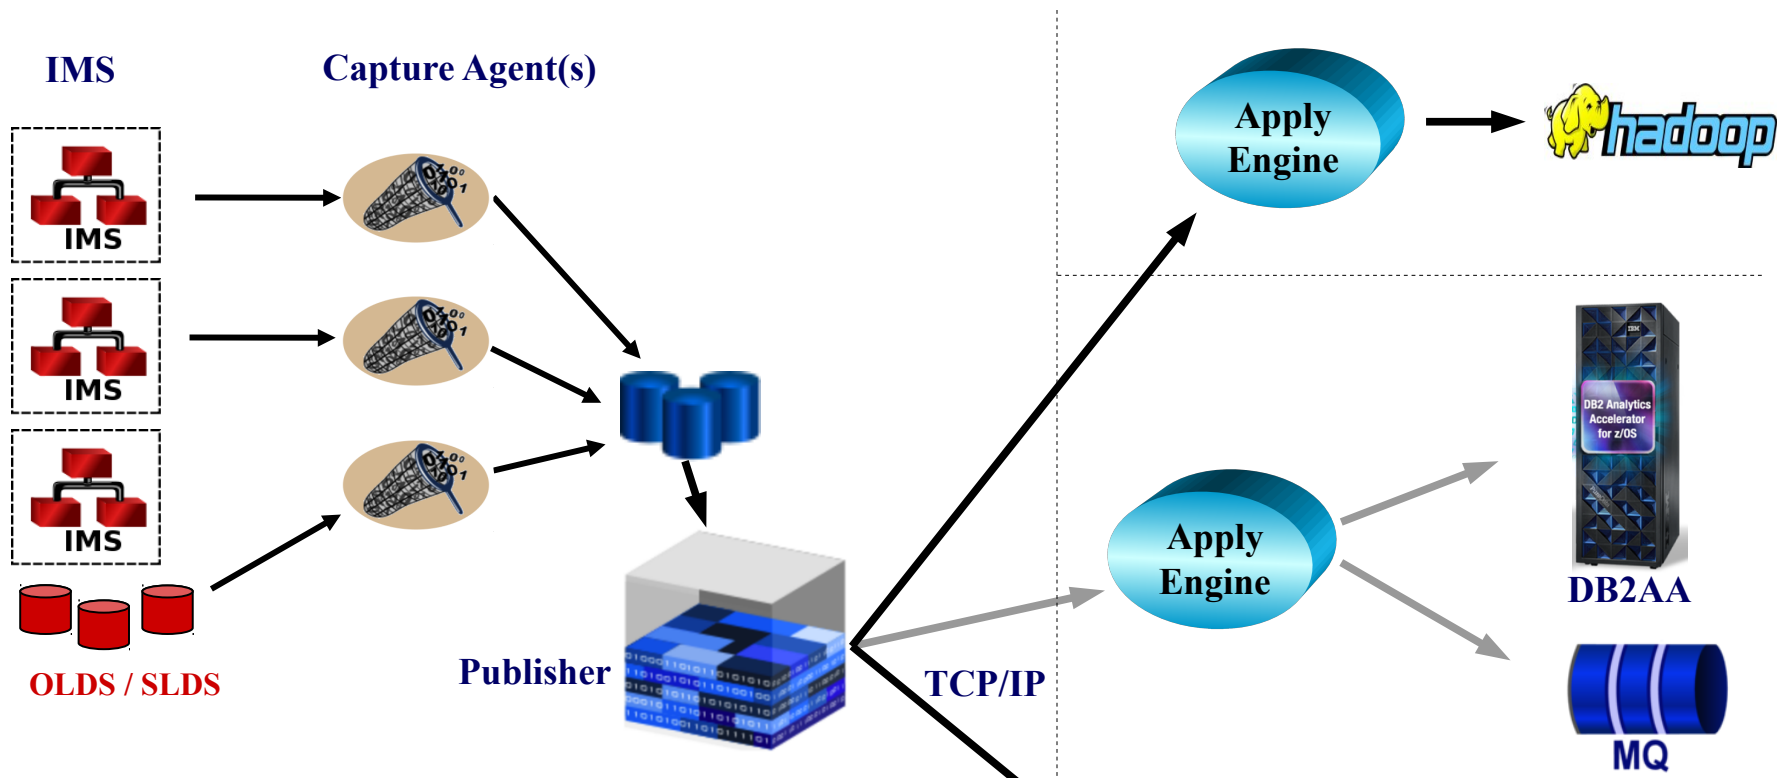 IMS
Capture Agent(s)
Apply
Engine
hadoop
IMS
IMS
IBM
DB2 Analytics
Accelerator
for z/OS
IMS
Apply
Engine
DB2AA
OLDS / SLDS
Publisher
TCP/IP
MQ